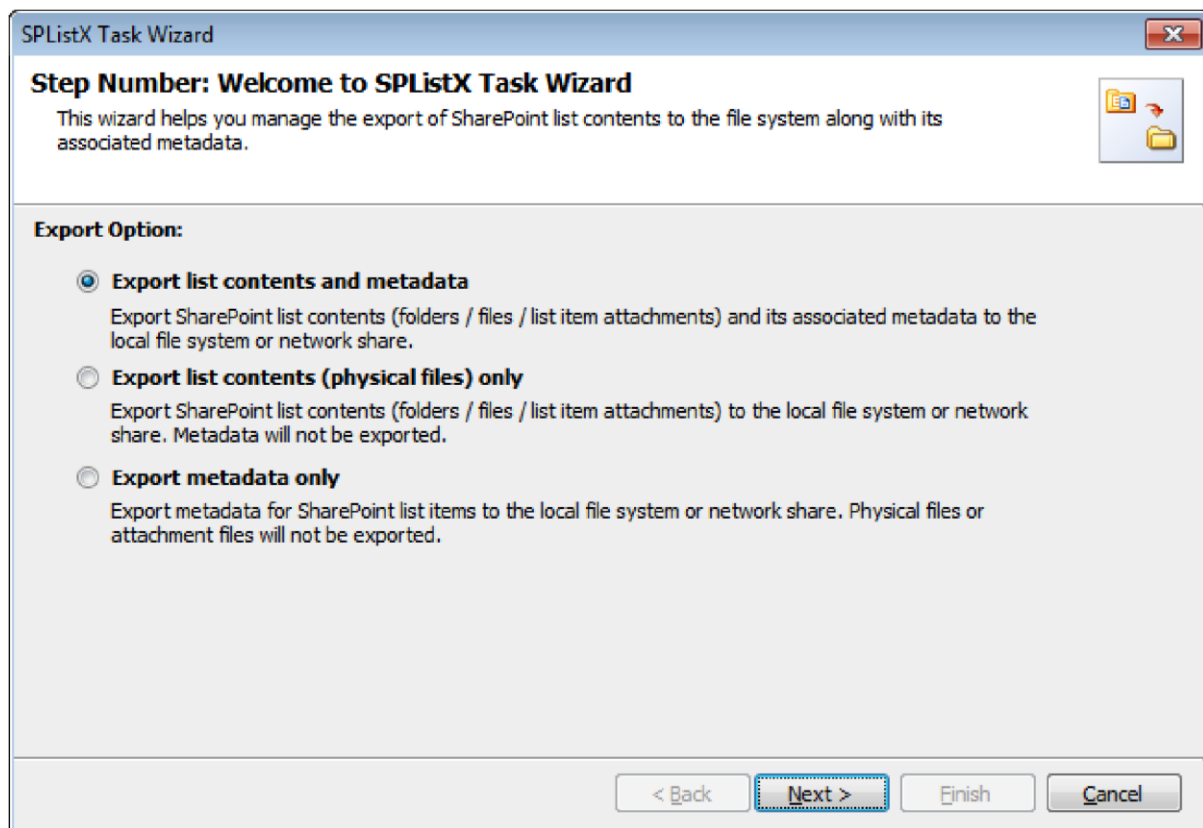 SPListX Task Wizard
Step Number: Welcome to SPListX Task Wizard
This wizard helps you manage the export of SharePoint list contents to the file system along with its
associated metadata.
Export Option:
Export list contents and metadata
Export SharePoint list contents (folders / files / list item attachments) and its associated metadata to the
local file system or network share.
Export list contents (physical files) only
Export SharePoint list contents (folders / files / list item attachments) to the local file system or network
share. Metadata will not be exported.
Export metadata only
Export metadata for SharePoint list items to the local file system or network share. Physical files or
attachment files will not be exported.
< Back Next > Finish Cancel